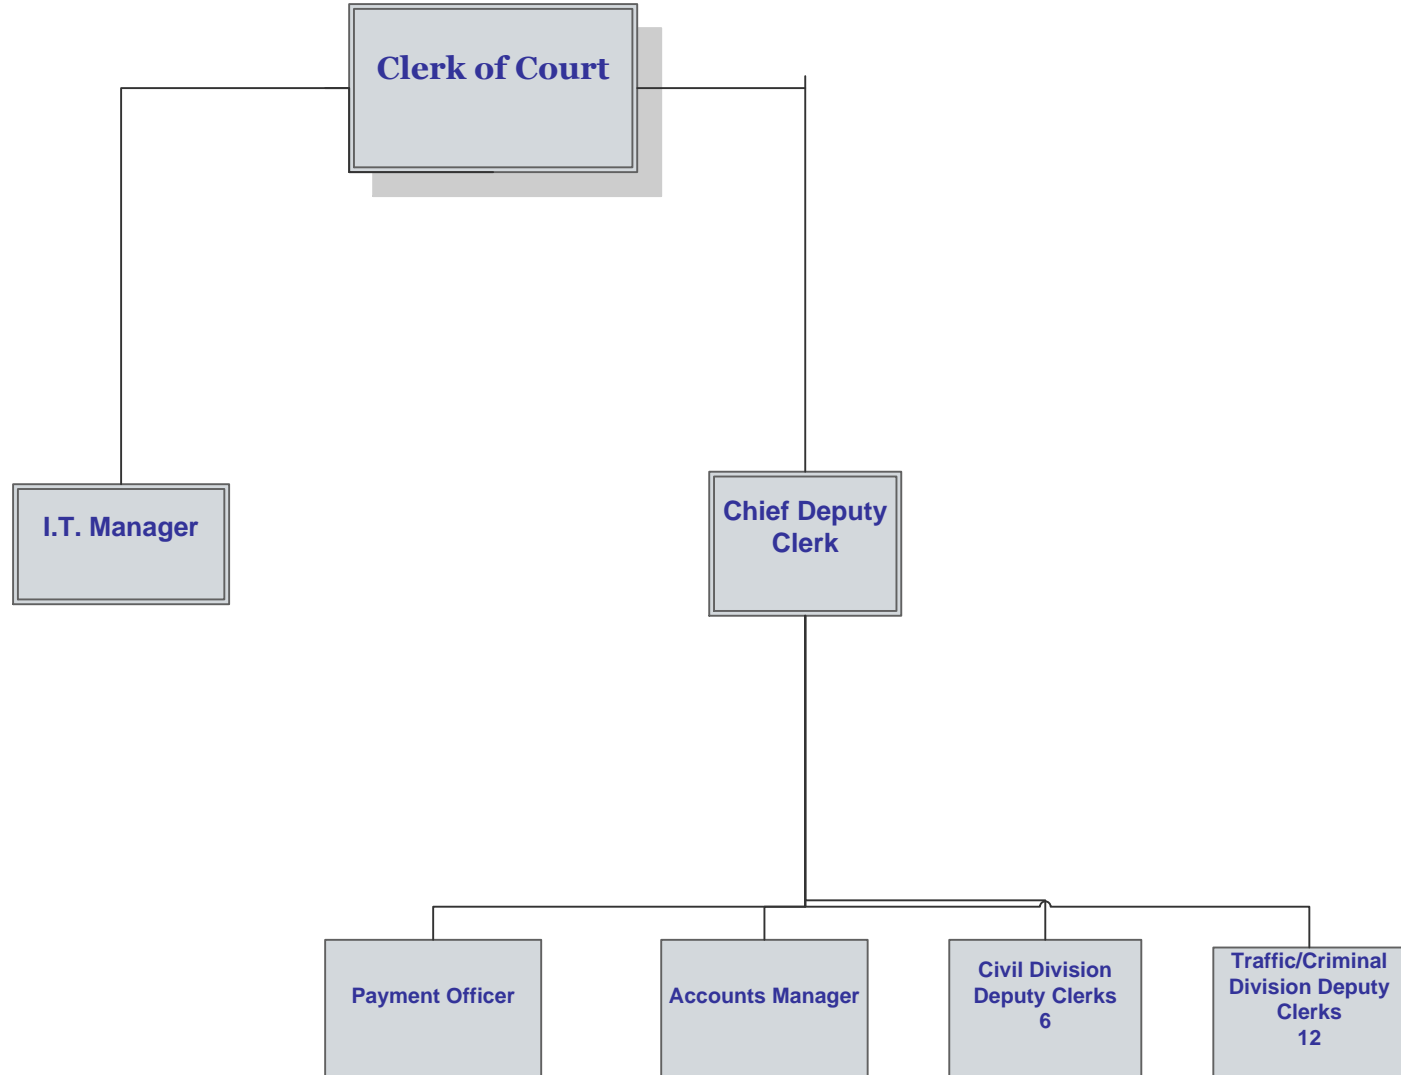 Clerk of Court
I.T. Manager
Chief Deputy
Clerk
Payment Officer
Accounts Manager
Civil Division
Deputy Clerks
6
Traffic/Criminal
Division Deputy
Clerks
12